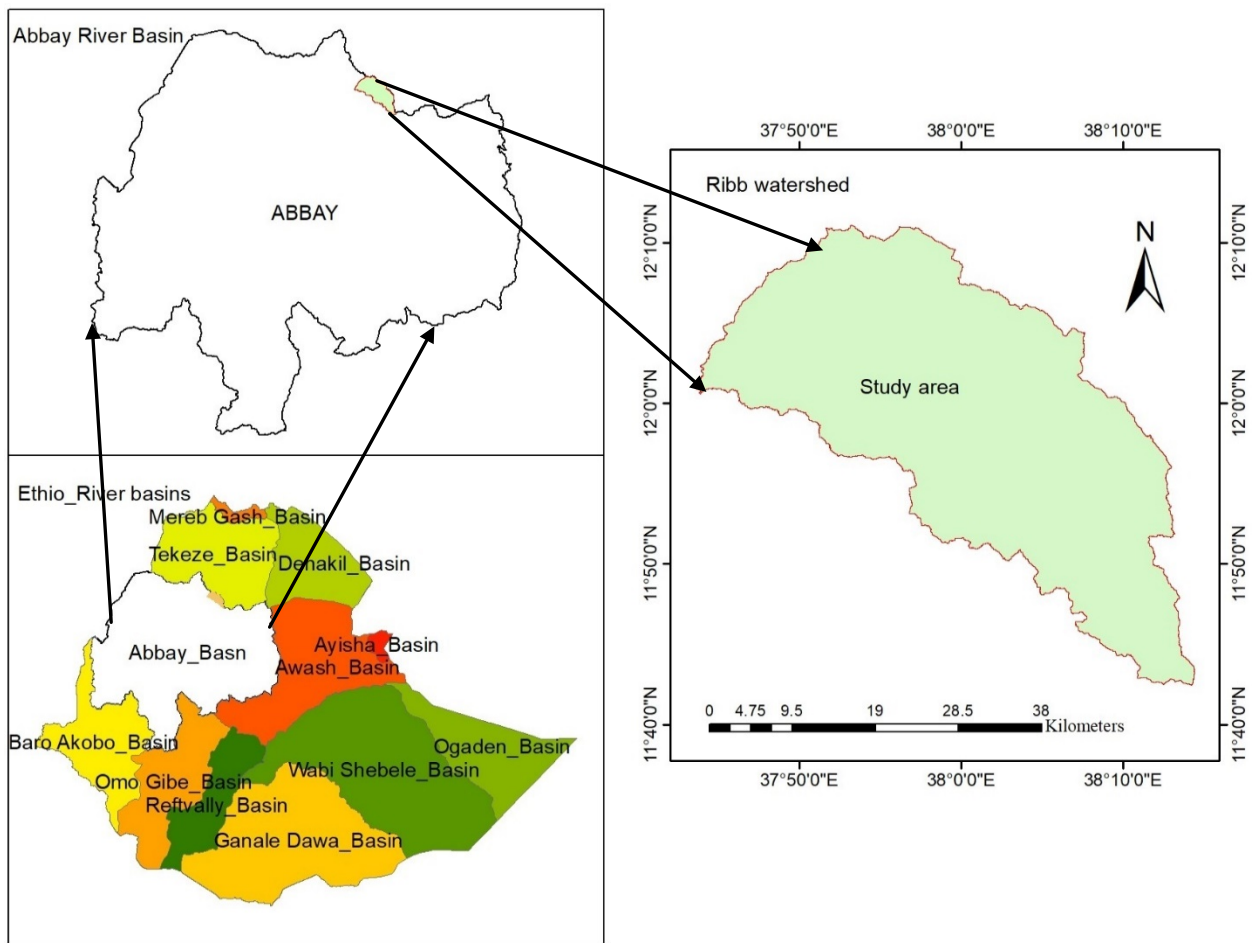 Abbay River Basin
ABBAY
Ethio_River basins
Mereb Gash_Basin
Tekeze_Basin
Denakil_Basin
Abbay_Basn
Ayisha_Basin
Awash_Basin
Baro Akobo_Basin
Ogaden_Basin
Omo Gibe_Basin
Wabi Shebele_Basin
Reftvally_Basin
Ganale Dawa_Basin
37°50'0"E 38°0'0"E 38°10'0"E
Ribb watershed
N
12°10'0"N 12°10'0"N
Study area
12°0'0"N 12°0'0"N
11°50'0"N 11°50'0"N
0 4.75 9.5 19 28.5 38
Kilometers
11°40'0"N 11°40'0"N
37°50'0"E 38°0'0"E 38°10'0"E